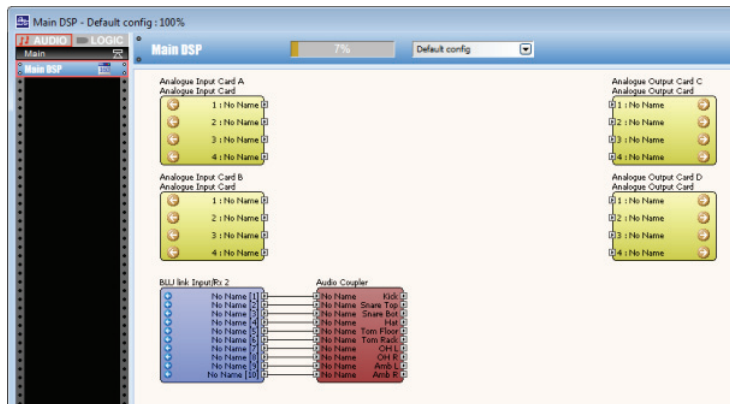 Main DSP - Default config : 100%
AUDIO LOGIC
Main
Main DSP
Main DSP 7% Default config
Analogue Input Card A
Analogue Input Card
1 : No Name
2 : No Name
3 : No Name
4 : No Name
Analogue Input Card B
Analogue Input Card
1 : No Name
2 : No Name
3 : No Name
4 : No Name
Analogue Output Card C
Analogue Output Card
1 : No Name
2 : No Name
3 : No Name
4 : No Name
Analogue Output Card D
Analogue Output Card
1 : No Name
2 : No Name
3 : No Name
4 : No Name
BLU link Input/Rx 2
No Name [1]
No Name [2]
No Name [3]
No Name [4]
No Name [5]
No Name [6]
No Name [7]
No Name [8]
No Name [9]
No Name [10]
Audio Coupler
No Name Kick
No Name Snare Top
No Name Snare Bot
No Name Hat
No Name Tom Floor
No Name Tom Rack
No Name OH L
No Name OH R
No Name Amb L
No Name Amb R